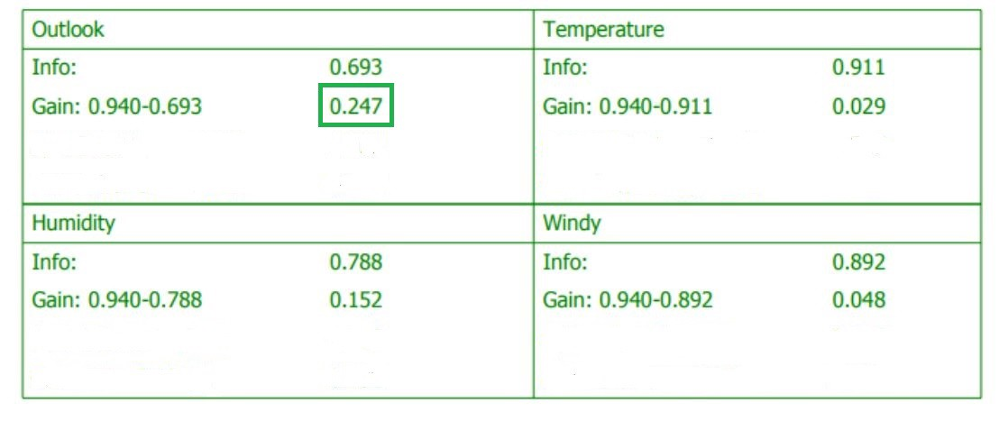 Outlook
Info: 0.693
Gain: 0.940-0.693 0.247
Temperature
Info: 0.911
Gain: 0.940-0.911 0.029
Humidity
Info: 0.788
Gain: 0.940-0.788 0.152
Windy
Info: 0.892
Gain: 0.940-0.892 0.048